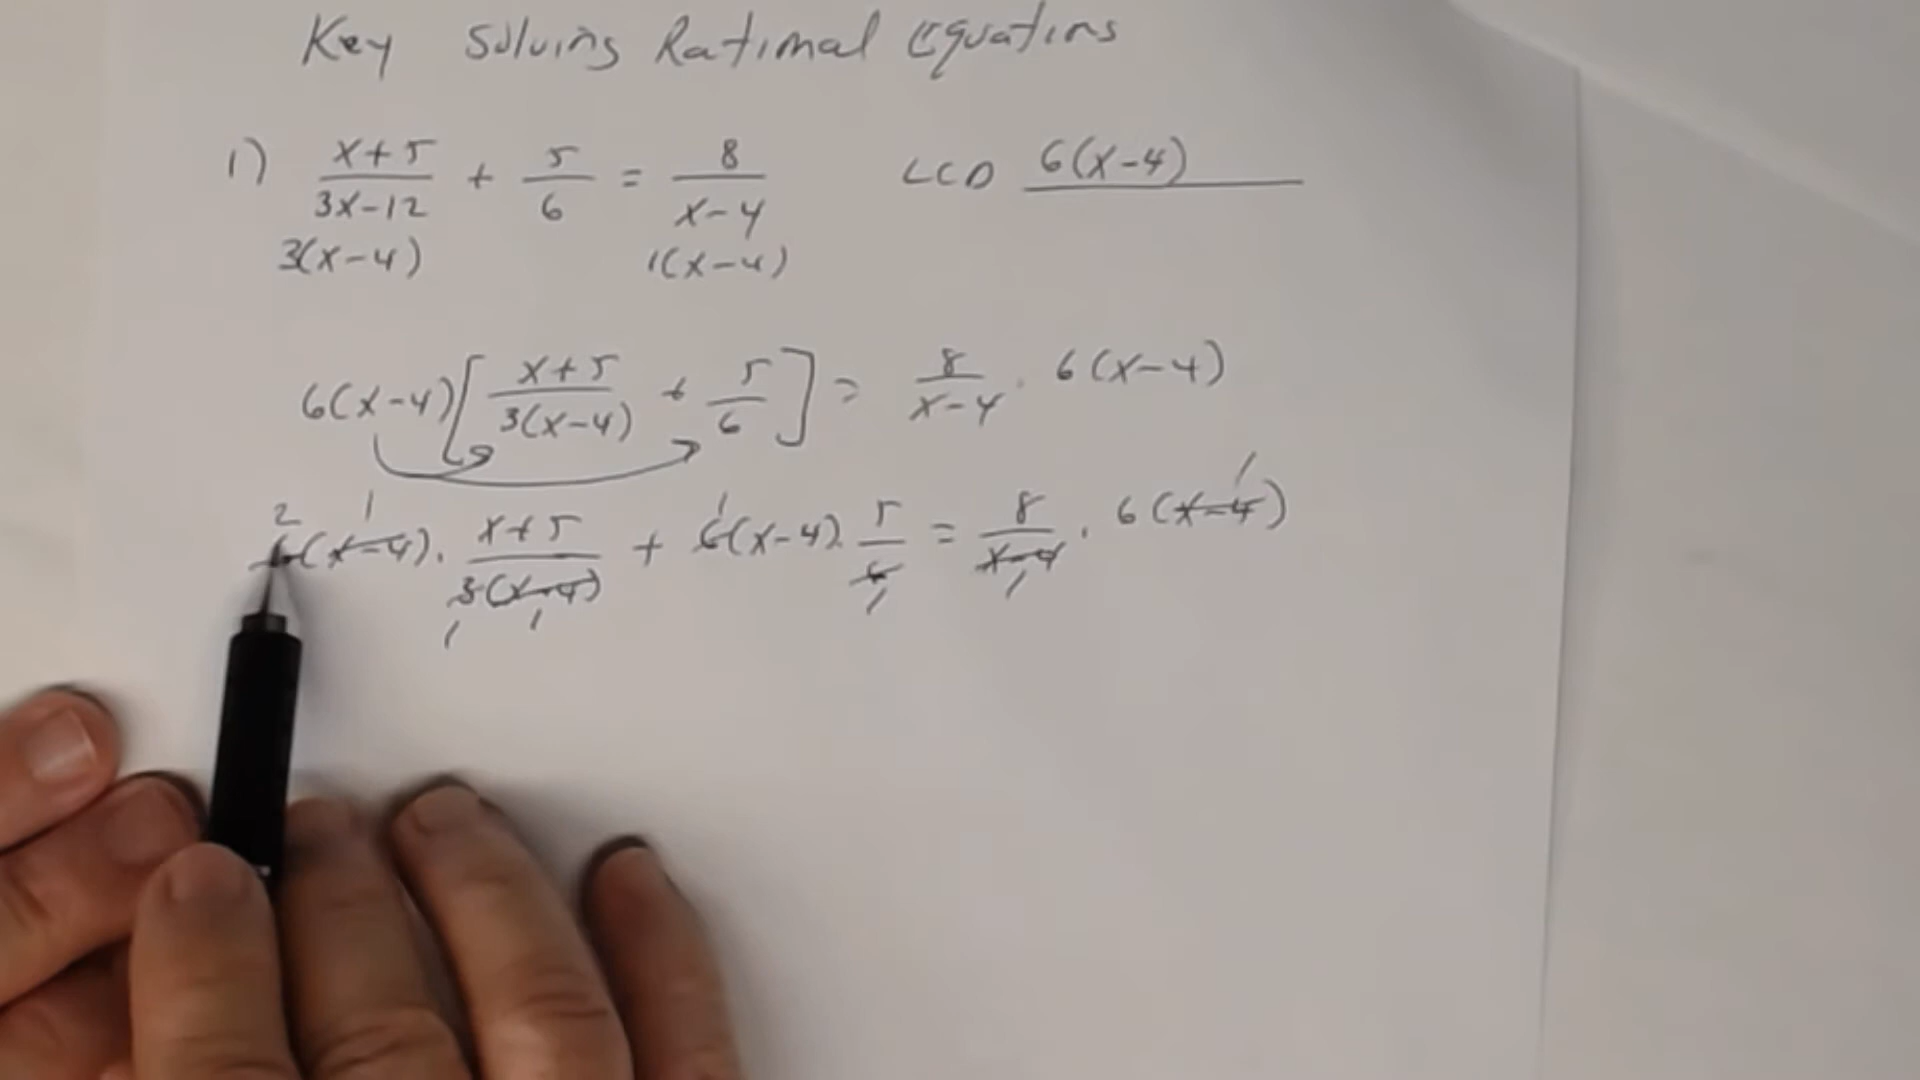 Key Solving Rational Equations
1) (x+5)/(3x-12) + 5/6 = 8/(x-4) LCD 6(x-4)
3(x-4) 1(x-4)
6(x-4)[(x+5)/(3(x-4)) + 5/6] = 8/(x-4) · 6(x-4)
2 1 1 1
6(x-4) · (x+5)/(3(x-4)) + 6(x-4) · 5/6 = 8/(x-4) · 6(x-4)
1 1 1 1